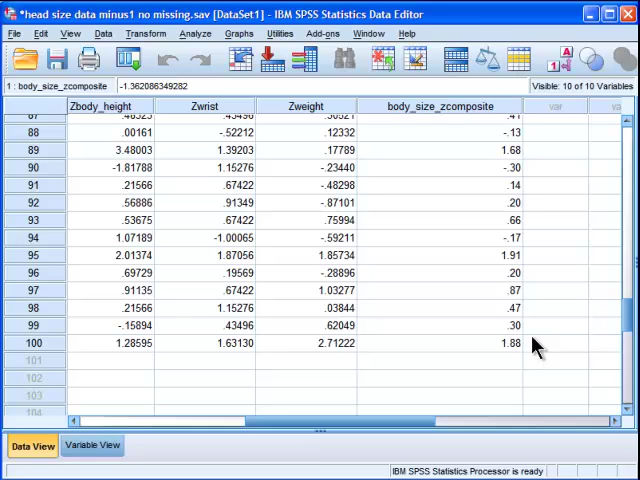 *head size data minus1 no missing.sav [DataSet1] - IBM SPSS Statistics Data Editor
File Edit View Data Transform Analyze Graphs Utilities Add-ons Window Help
1 : body_size_zcomposite -1.362086349282 Visible: 10 of 10 Variables
Zbody_height Zwrist Zweight body_size_zcomposite var
88 .00161 -.52212 .12332 -.13
89 3.48003 1.39203 .17789 1.68
90 -1.81788 1.15276 -.23440 -.30
91 .21566 .67422 -.48298 .14
92 .56886 .91349 -.87101 .20
93 .53675 .67422 .75994 .66
94 1.07189 -1.00065 -.59211 -.17
95 2.01374 1.87056 1.85734 1.91
96 .69729 .19569 -.28896 .20
97 .91135 .67422 1.03277 .87
98 .21566 1.15276 .03844 .47
99 -.15894 .43496 .62049 .30
100 1.28595 1.63130 2.71222 1.88
101
102
103
104
Data View Variable View
IBM SPSS Statistics Processor is ready